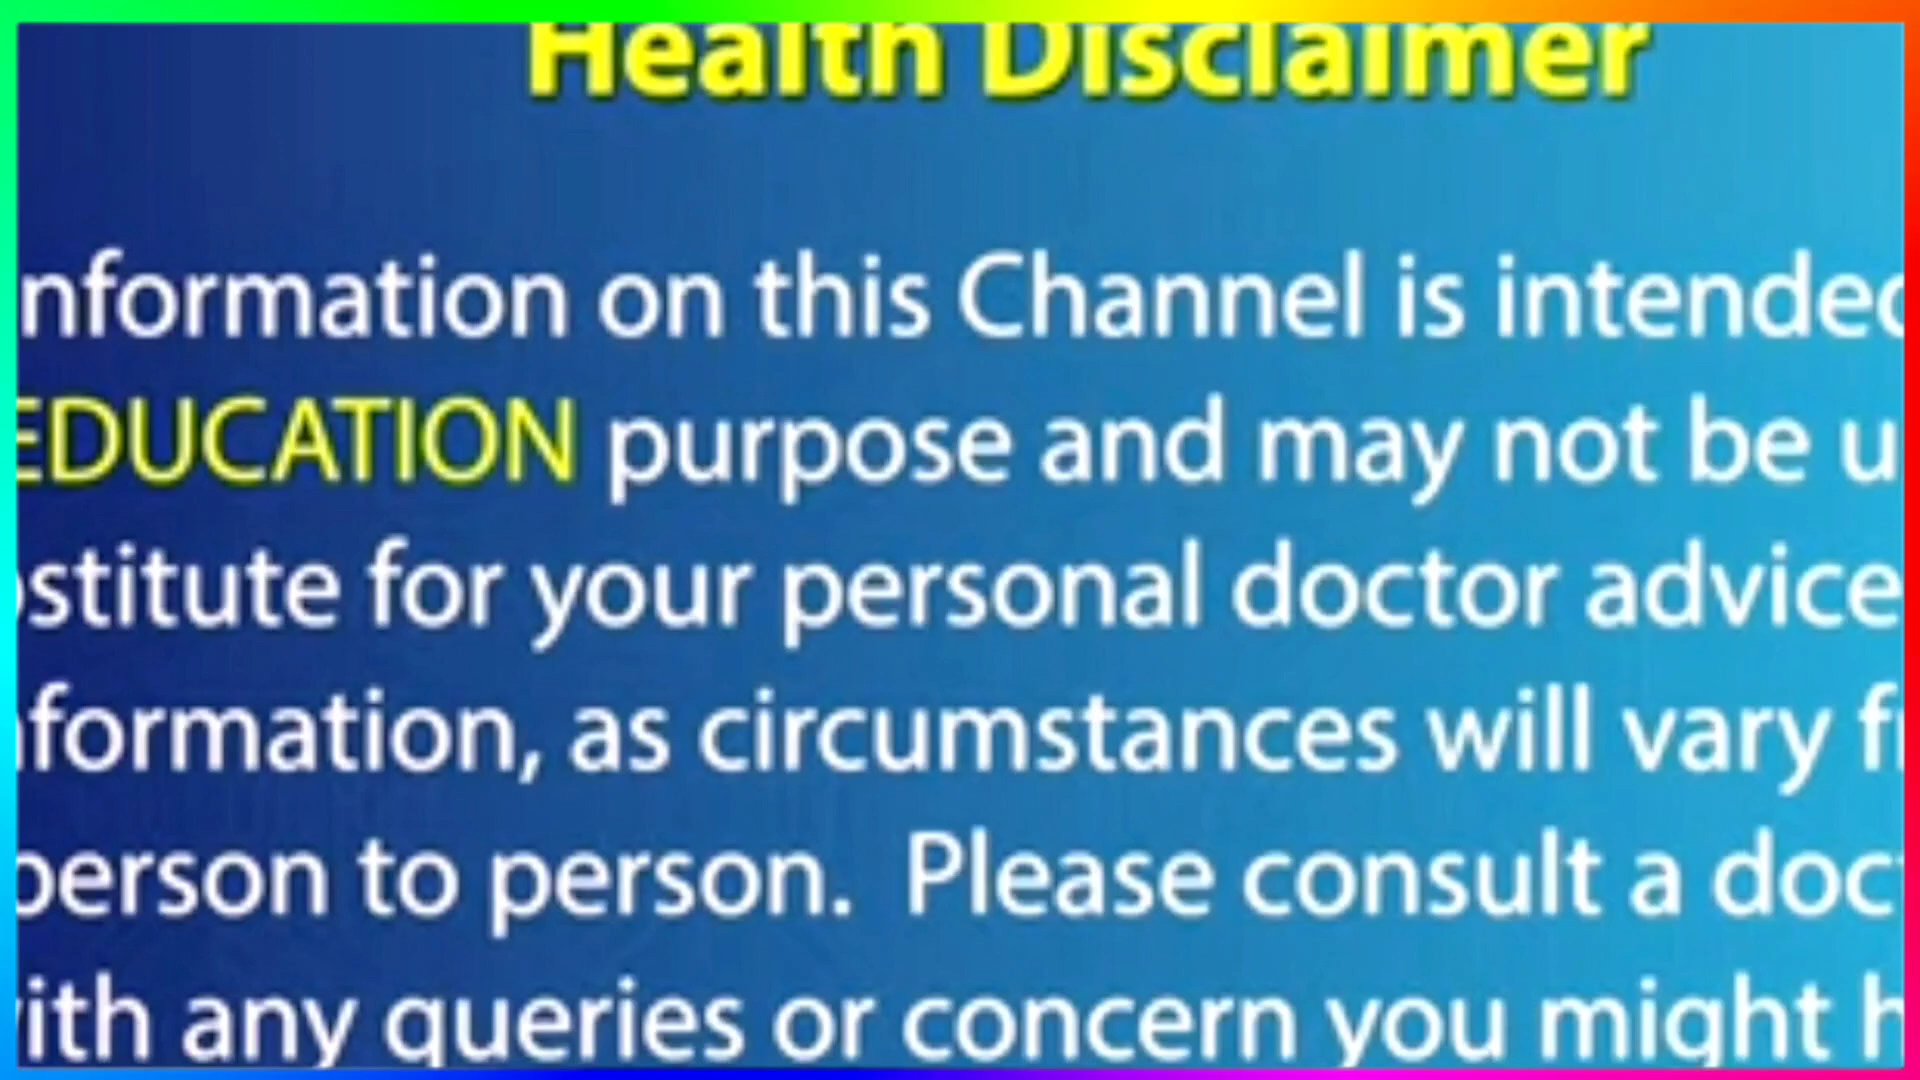 Health Disclaimer
nformation on this Channel is intended
EDUCATION purpose and may not be u
stitute for your personal doctor advice
formation, as circumstances will vary f
person to person. Please consult a doc
ith any queries or concern you might h